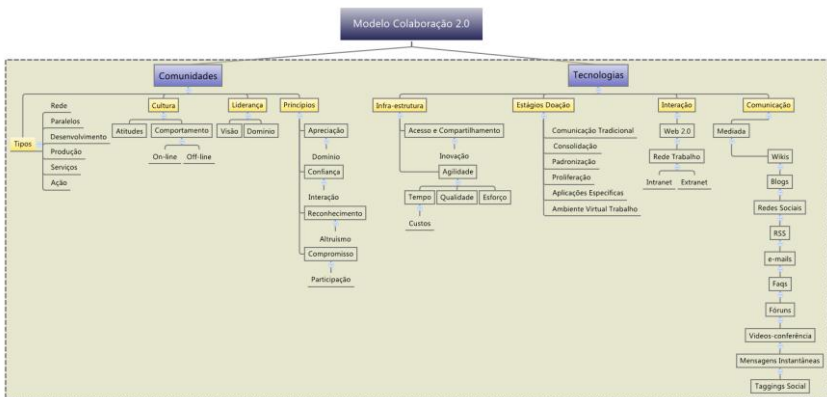 Modelo Colaboração 2.0
Comunidades
Tecnologias
Tipos
Rede
Paralelos
Desenvolvimento
Produção
Serviços
Ação
Cultura
Atitudes
Comportamento
On-line
Off-line
Liderança
Visão
Domínio
Princípios
Apreciação
Domínio
Confiança
Interação
Reconhecimento
Altruísmo
Compromisso
Participação
Infra-estrutura
Acesso e Compartilhamento
Inovação
Agilidade
Tempo
Qualidade
Esforço
Custos
Estágios Doação
Comunicação Tradicional
Consolidação
Padronização
Proliferação
Aplicações Específicas
Ambiente Virtual Trabalho
Interação
Web 2.0
Rede Trabalho
Intranet
Extranet
Comunicação
Mediada
Wikis
Blogs
Redes Sociais
RSS
e-mails
Faqs
Fóruns
Vídeos-conferência
Mensagens Instantâneas
Taggings Social